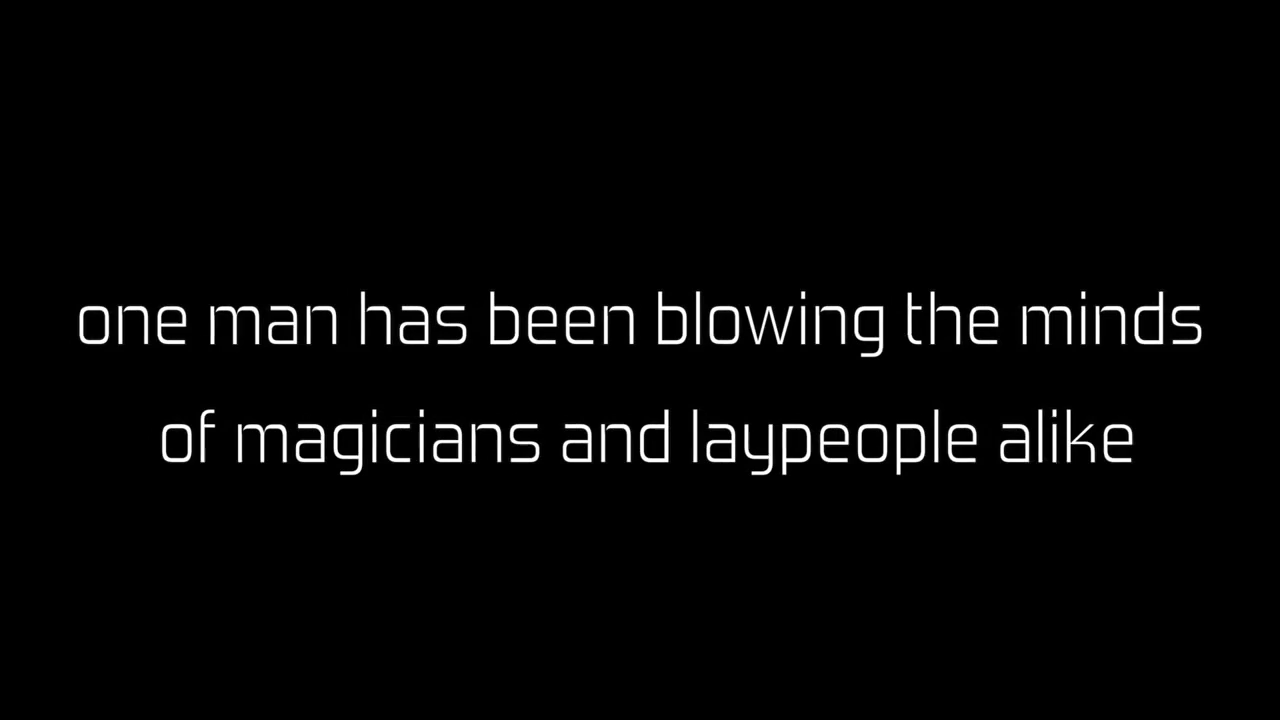 one man has been blowing the minds
of magicians and laypeople alike